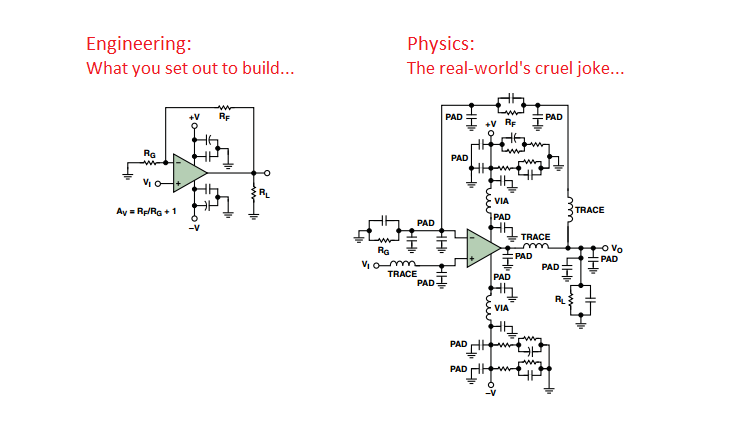 Engineering:
What you set out to build...
+V
RF
RG
VI
RL
AV = RF/RG + 1
–V
Physics:
The real-world's cruel joke...
PAD
PAD
+V
RF
PAD
VIA
TRACE
PAD
PAD
TRACE
RG
VO
PAD
PAD
VI
TRACE
PAD
PAD
PAD
RL
VIA
PAD
PAD
–V